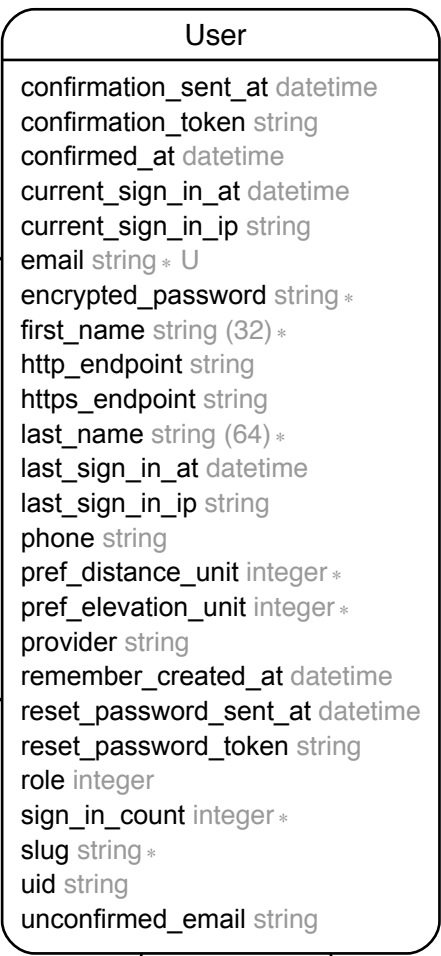 User
confirmation_sent_at datetime
confirmation_token string
confirmed_at datetime
current_sign_in_at datetime
current_sign_in_ip string
email string ∗ U
encrypted_password string ∗
first_name string (32) ∗
http_endpoint string
https_endpoint string
last_name string (64) ∗
last_sign_in_at datetime
last_sign_in_ip string
phone string
pref_distance_unit integer ∗
pref_elevation_unit integer ∗
provider string
remember_created_at datetime
reset_password_sent_at datetime
reset_password_token string
role integer
sign_in_count integer ∗
slug string ∗
uid string
unconfirmed_email string